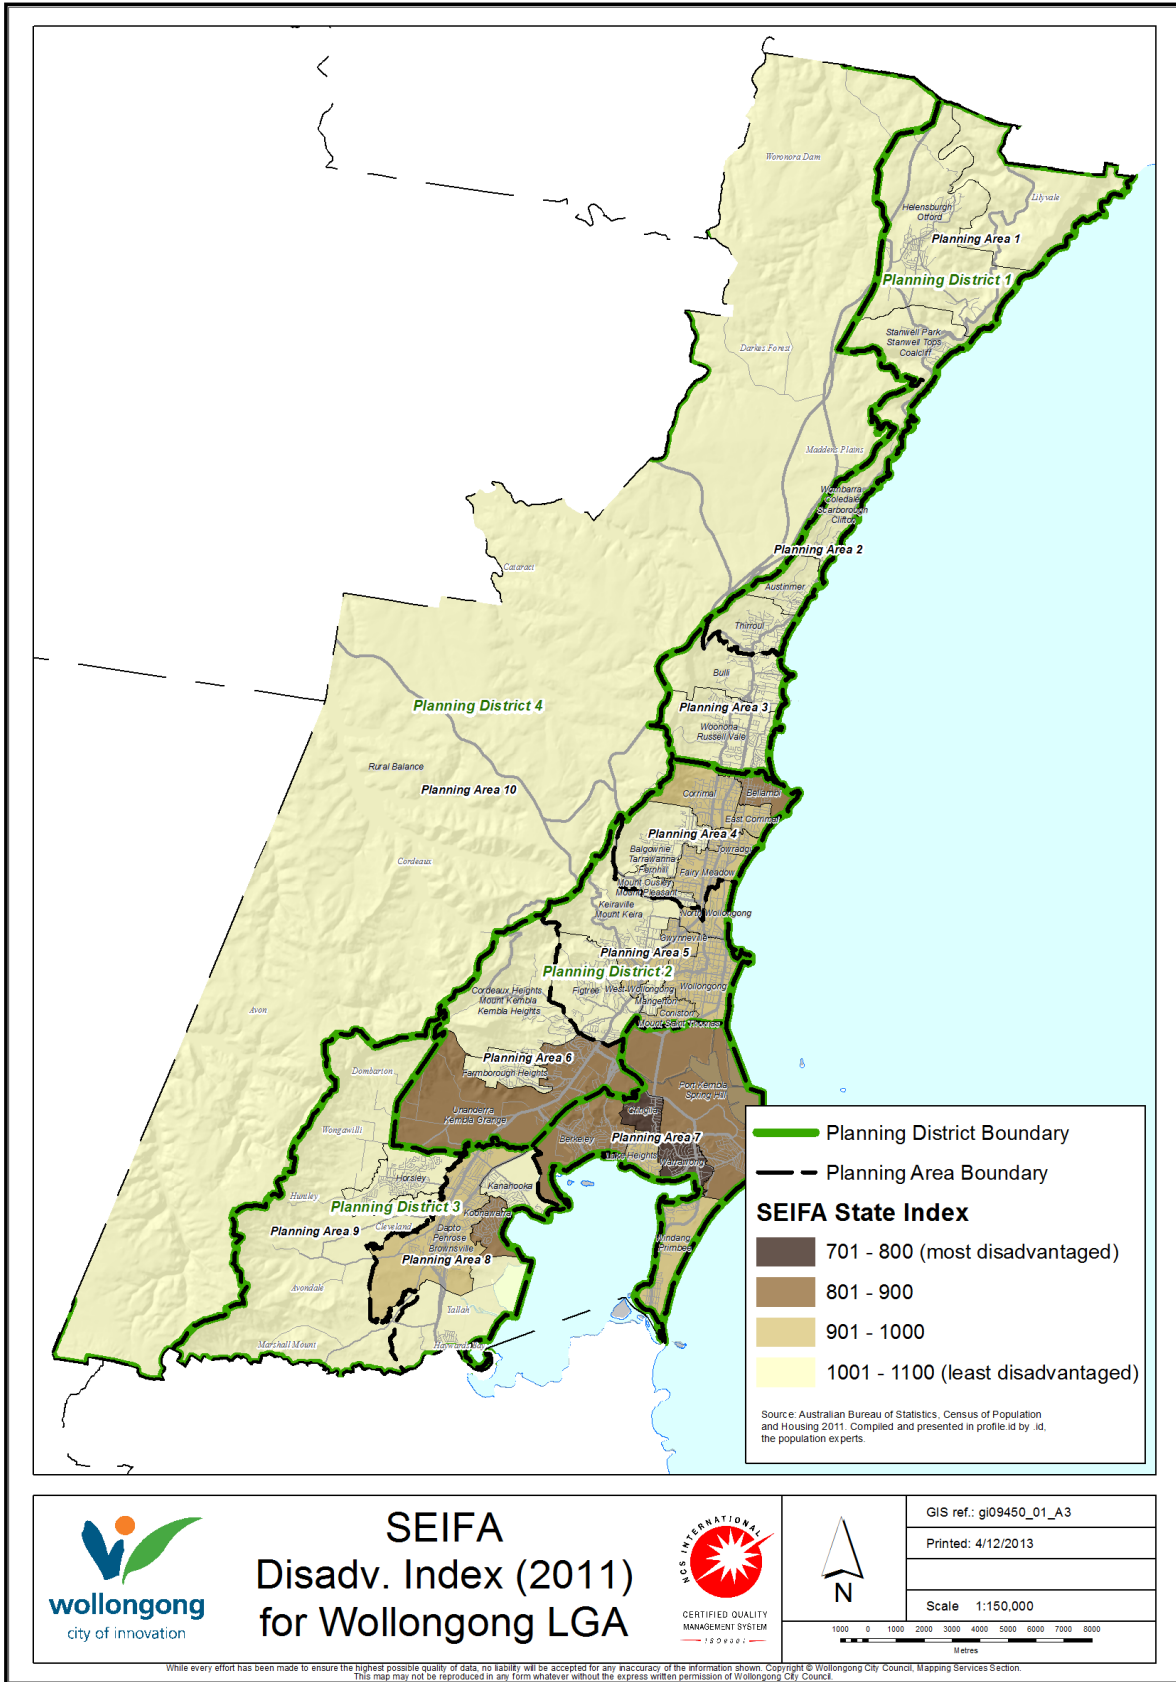 Woronora Dam
Lilyvale
Helensburgh
Otford
Planning Area 1
Planning District 1
Stanwell Park
Stanwell Tops
Coalcliff
Darkes Forest
Maddens Plains
Wombarra
Coledale
Scarborough
Clifton
Planning Area 2
Cataract
Austinmer
Thirroul
Bulli
Planning District 4
Planning Area 3
Woonona
Russell Vale
Rural Balance
Planning Area 10
Corrimal
Bellambi
East Corrimal
Planning Area 4
Cordeaux
Balgownie
Tarrawanna
Fernhill
Towradgi
Fairy Meadow
Mount Ousley
Mount Pleasant
Keiraville
Mount Keira
North Wollongong
Gwynneville
Planning Area 5
Planning District 2
Cordeaux Heights
Mount Kembla
Kembla Heights
Figtree
West Wollongong
Wollongong
Mangerton
Coniston
Mount Saint Thomas
Avon
Planning Area 6
Farmborough Heights
Dombarton
Port Kembla
Spring Hill
Unanderra
Kembla Grange
Cringila
Wongawilli
Berkeley
Planning Area 7
Lake Heights
Warrawong
Horsley
Kanahooka
Huntley
Planning District 3
Koonawarra
Planning Area 9
Cleveland
Dapto
Penrose
Brownsville
Windang
Primbee
Planning Area 8
Avondale
Yallah
Marshall Mount
Haywards Bay
Planning District Boundary
Planning Area Boundary
SEIFA State Index
701 - 800 (most disadvantaged)
801 - 900
901 - 1000
1001 - 1100 (least disadvantaged)
Source: Australian Bureau of Statistics, Census of Population
and Housing 2011. Compiled and presented in profile.id by .id,
the population experts.
wollongong
city of innovation
SEIFA
Disadv. Index (2011)
for Wollongong LGA
NCS INTERNATIONAL
CERTIFIED QUALITY
MANAGEMENT SYSTEM
ISO 9001
N
GIS ref.: gi09450_01_A3
Printed: 4/12/2013
Scale 1:150,000
1000 0 1000 2000 3000 4000 5000 6000 7000 8000
Metres
While every effort has been made to ensure the highest possible quality of data, no liability will be accepted for any inaccuracy of the information shown. Copyright © Wollongong City Council, Mapping Services Section.
This map may not be reproduced in any form whatever without the express written permission of Wollongong City Council.